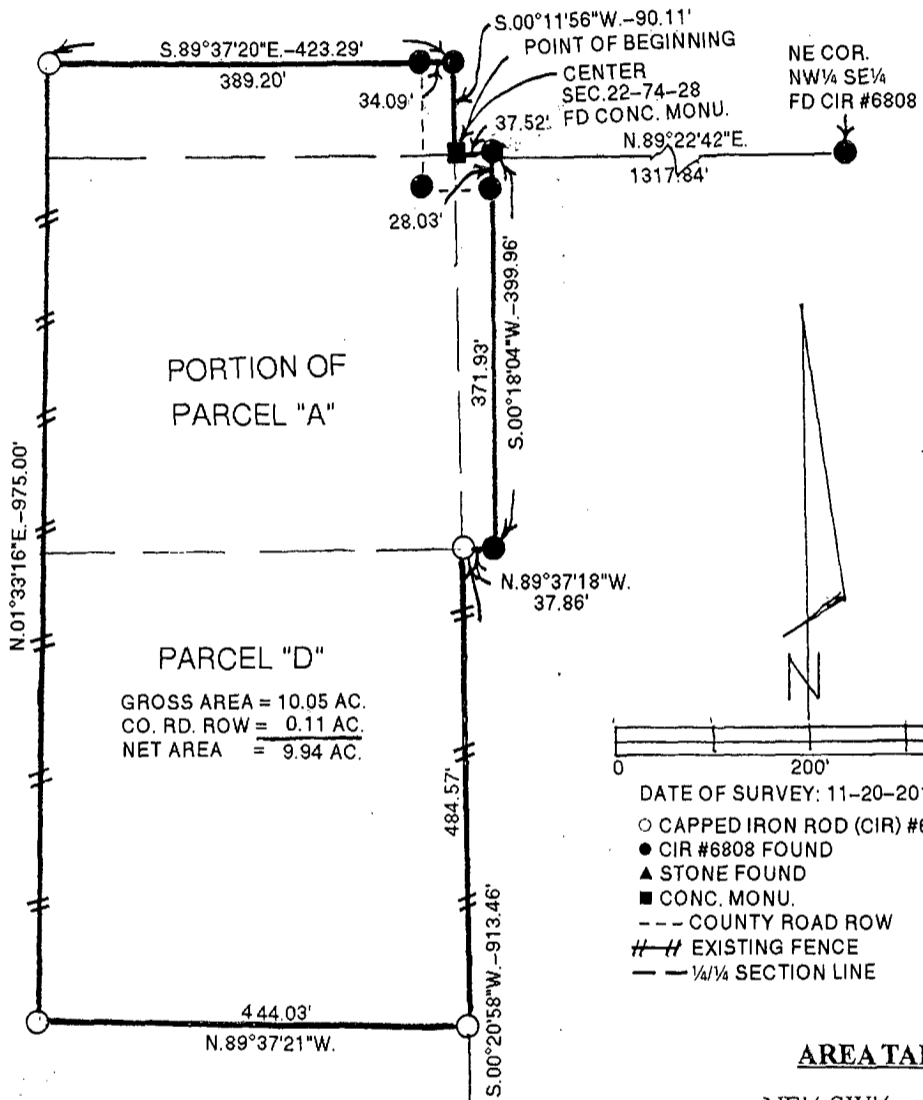 S.00°11'56"W.-90.11'
S.89°37'20"E.-423.29'
POINT OF BEGINNING
389.20'
34.09'
CENTER
SEC.22-74-28
FD CONC. MONU.
NE COR.
NW¼ SE¼
FD CIR #6808
37.52'
N.89°22'42"E.
1317.84'
28.03'
S.00°18'04"W.-399.96'
371.93'
PORTION OF
PARCEL "A"
N.01°33'16"E.-975.00'
N.89°37'18"W.
37.86'
PARCEL "D"
GROSS AREA = 10.05 AC.
CO. RD. ROW = 0.11 AC.
NET AREA = 9.94 AC.
484.57'
S.00°20'58"W.-913.46'
444.03'
N.89°37'21"W.
N
0 200'
DATE OF SURVEY: 11-20-201
CAPPED IRON ROD (CIR) #6
CIR #6808 FOUND
STONE FOUND
CONC. MONU.
COUNTY ROAD ROW
EXISTING FENCE
¼/¼ SECTION LINE
AREA TA
NE¼ SW¼